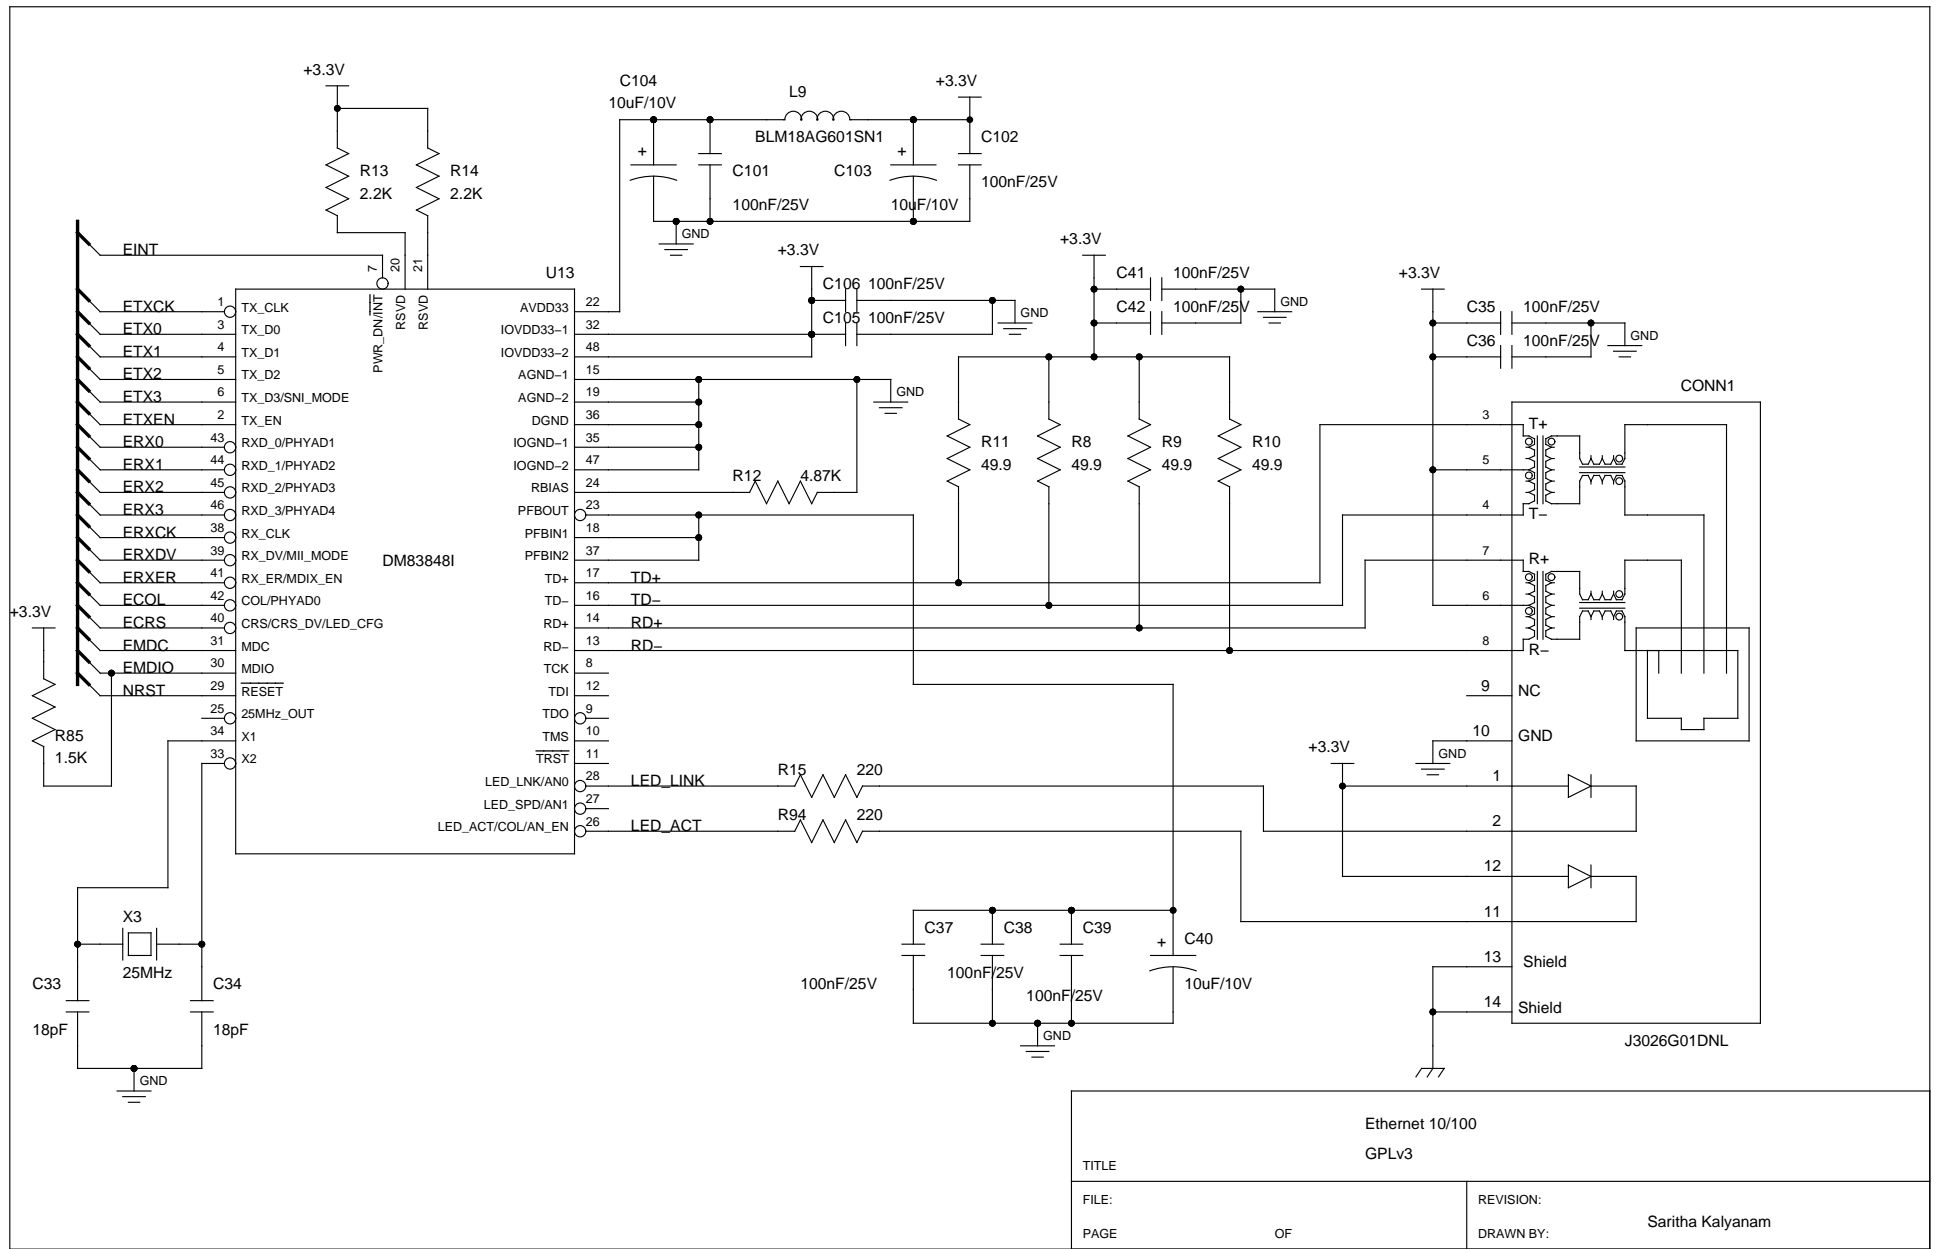 +3.3V
R13
2.2K
R14
2.2K
C104
10uF/10V
L9
BLM18AG601SN1
+3.3V
C102
100nF/25V
C101
100nF/25V
C103
10uF/10V
+
+
GND
EINT
ETXCK
ETX0
ETX1
ETX2
ETX3
ETXEN
ERX0
ERX1
ERX2
ERX3
ERXCK
ERXDV
ERXER
ECOL
ECRS
EMDC
EMDIO
NRST
+3.3V
R85
1.5K
U13
DM83848I
7 PWR_DN/INT
20 RSVD
21 RSVD
1 TX_CLK
3 TX_D0
4 TX_D1
5 TX_D2
6 TX_D3/SNI_MODE
2 TX_EN
43 RXD_0/PHYAD1
44 RXD_1/PHYAD2
45 RXD_2/PHYAD3
46 RXD_3/PHYAD4
38 RX_CLK
39 RX_DV/MII_MODE
41 RX_ER/MDIX_EN
42 COL/PHYAD0
40 CRS/CRS_DV/LED_CFG
31 MDC
30 MDIO
29 RESET
25 25MHz_OUT
34 X1
33 X2
AVDD33 22
IOVDD33-1 32
IOVDD33-2 48
AGND-1 15
AGND-2 19
DGND 36
IOGND-1 35
IOGND-2 47
RBIAS 24
PFBOUT 23
PFBIN1 18
PFBIN2 37
TD+ 17 TD+
TD- 16 TD-
RD+ 14 RD+
RD- 13 RD-
TCK 8
TDI 12
TDO 9
TMS 10
TRST 11
LED_LNK/AN0 28 LED_LINK
LED_SPD/AN1 27
LED_ACT/COL/AN_EN 26 LED_ACT
+3.3V
C106 100nF/25V
C105 100nF/25V
GND
GND
R12 4.87K
R15 220
R94 220
+3.3V
C41 100nF/25V
C42 100nF/25V
GND
R11
49.9
R8
49.9
R9
49.9
R10
49.9
+3.3V
C35 100nF/25V
C36 100nF/25V
GND
CONN1
3 T+
5
4 T-
7 R+
6
8 R-
9 NC
10 GND
GND
+3.3V
1
2
12
11
13 Shield
14 Shield
J3026G01DNL
X3
25MHz
C33
18pF
C34
18pF
GND
C37
100nF/25V
C38
100nF/25V
C39
100nF/25V
+
C40
10uF/10V
GND
Ethernet 10/100
GPLv3
TITLE
FILE:
REVISION:
PAGE OF
DRAWN BY: Saritha Kalyanam